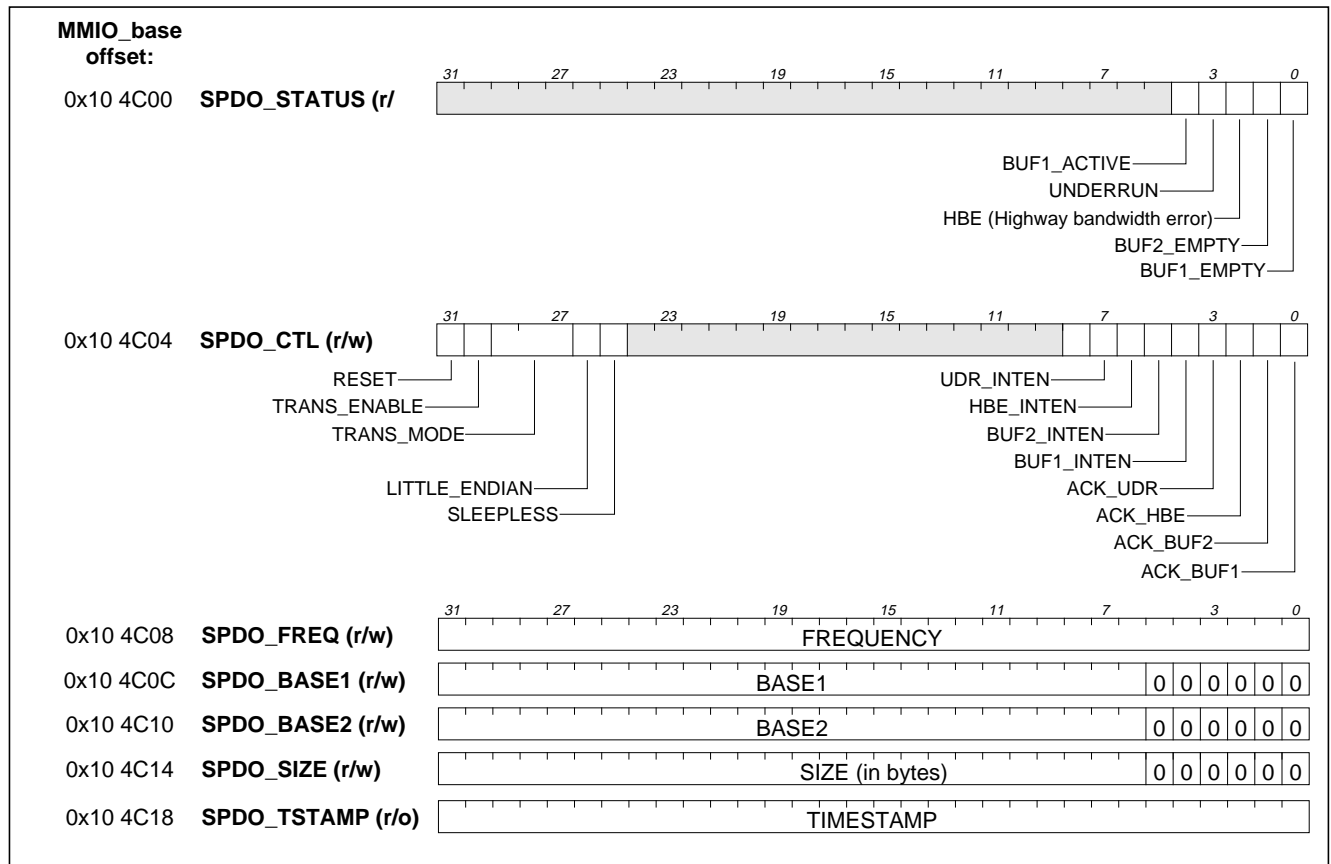 MMIO_base
offset:
31 27 23 19 15 11 7 3 0
0x10 4C00 SPDO_STATUS (r/
BUF1_ACTIVE
UNDERRUN
HBE (Highway bandwidth error)
BUF2_EMPTY
BUF1_EMPTY
31 27 23 19 15 11 7 3 0
0x10 4C04 SPDO_CTL (r/w)
RESET UDR_INTEN
TRANS_ENABLE HBE_INTEN
TRANS_MODE BUF2_INTEN
BUF1_INTEN
LITTLE_ENDIAN ACK_UDR
SLEEPLESS ACK_HBE
ACK_BUF2
ACK_BUF1
31 27 23 19 15 11 7 3 0
0x10 4C08 SPDO_FREQ (r/w) FREQUENCY
0x10 4C0C SPDO_BASE1 (r/w) BASE1 0 0 0 0 0 0
0x10 4C10 SPDO_BASE2 (r/w) BASE2 0 0 0 0 0 0
0x10 4C14 SPDO_SIZE (r/w) SIZE (in bytes) 0 0 0 0 0 0
0x10 4C18 SPDO_TSTAMP (r/o) TIMESTAMP